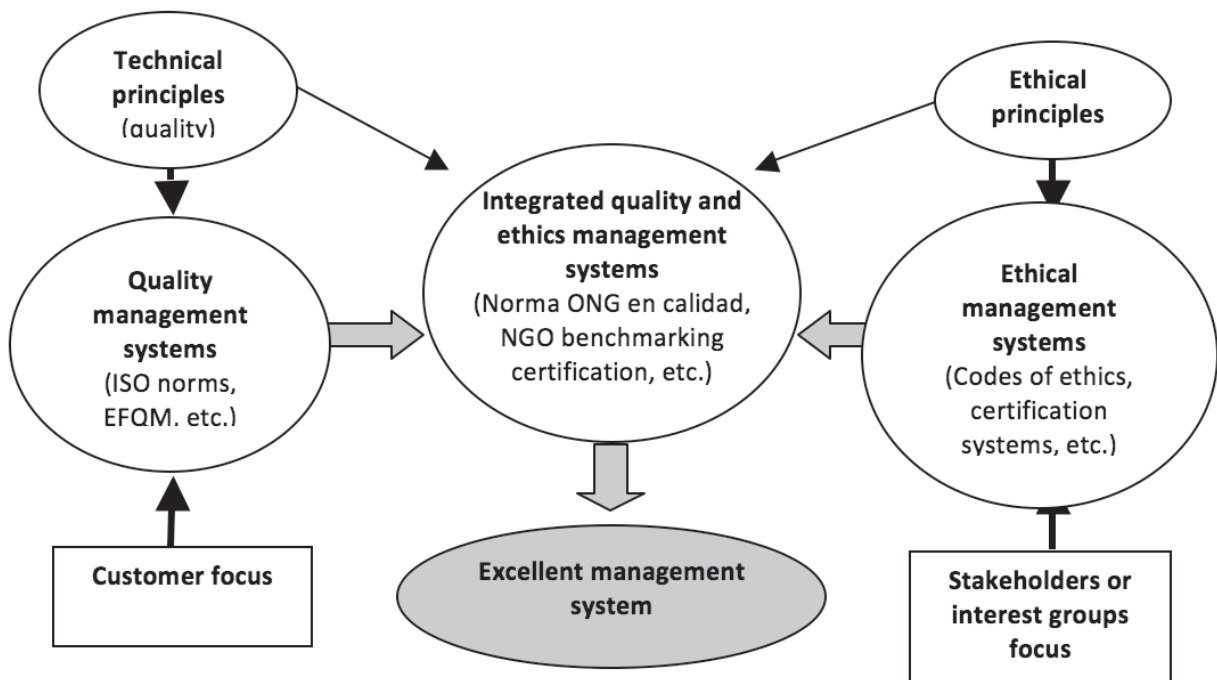 Technical
principles
(quality)
Ethical
principles
Integrated quality and
ethics management
systems
(Norma ONG en calidad,
NGO benchmarking
certification, etc.)
Quality
management
systems
(ISO norms,
EFQM, etc.)
Ethical
management
systems
(Codes of ethics,
certification
systems, etc.)
Customer focus
Excellent management
system
Stakeholders or
interest groups
focus